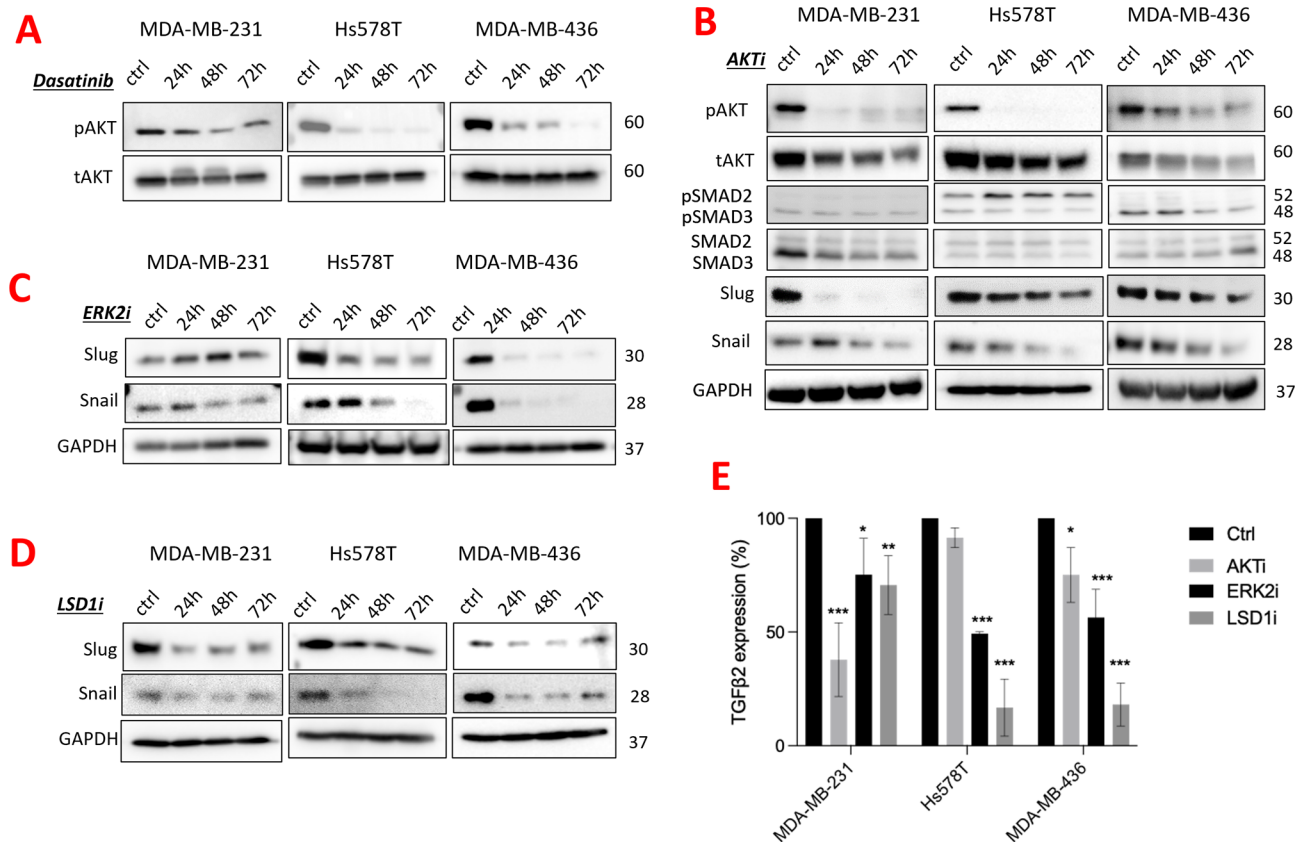 A
MDA-MB-231 Hs578T MDA-MB-436
Dasatinib ctrl 24h 48h 72h ctrl 24h 48h 72h ctrl 24h 48h 72h
pAKT 60
tAKT 60
B
MDA-MB-231 Hs578T MDA-MB-436
AKTi ctrl 24h 48h 72h ctrl 24h 48h 72h ctrl 24h 48h 72h
pAKT 60
tAKT 60
pSMAD2 52
pSMAD3 48
SMAD2 52
SMAD3 48
Slug 30
Snail 28
GAPDH 37
C
MDA-MB-231 Hs578T MDA-MB-436
ERK2i ctrl 24h 48h 72h ctrl 24h 48h 72h ctrl 24h 48h 72h
Slug 30
Snail 28
GAPDH 37
D
MDA-MB-231 Hs578T MDA-MB-436
LSD1i ctrl 24h 48h 72h ctrl 24h 48h 72h ctrl 24h 48h 72h
Slug 30
Snail 28
GAPDH 37
E
TGFβ2 expression (%)
100
50
0
*** * ** *** *** * *** ***
MDA-MB-231 Hs578T MDA-MB-436
Ctrl
AKTi
ERK2i
LSD1i